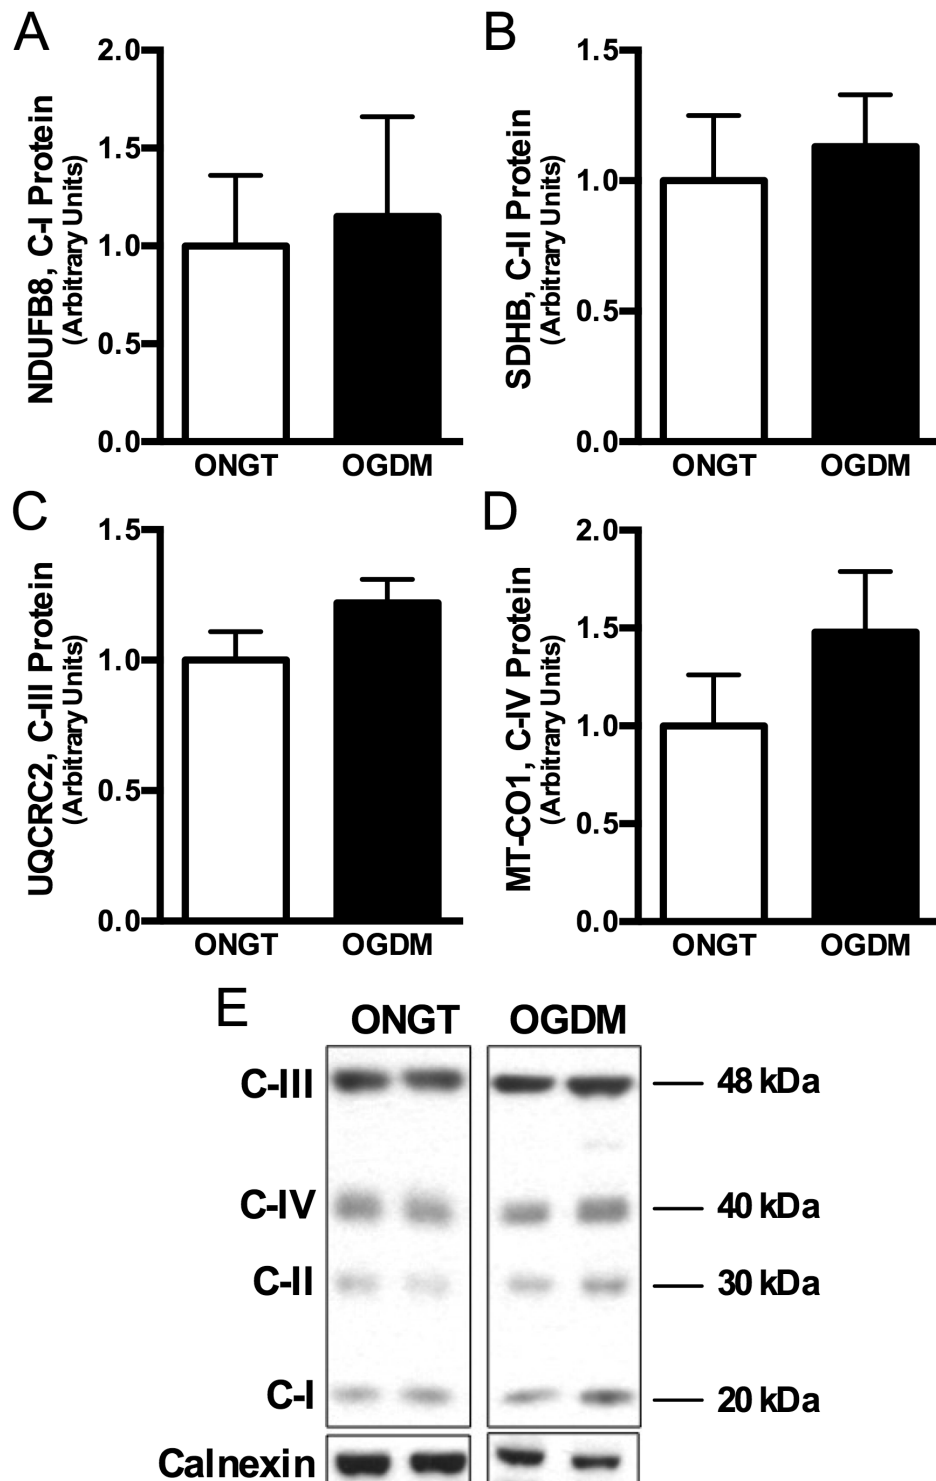 A
NDUFB8, C-I Protein
(Arbitrary Units)
2.0
1.5
1.0
0.5
0.0
ONGT OGDM
B
SDHB, C-II Protein
(Arbitrary Units)
1.5
1.0
0.5
0.0
ONGT OGDM
C
UQCRC2, C-III Protein
(Arbitrary Units)
1.5
1.0
0.5
0.0
ONGT OGDM
D
MT-CO1, C-IV Protein
(Arbitrary Units)
2.0
1.5
1.0
0.5
0.0
ONGT OGDM
E
ONGT OGDM
C-III 48 kDa
C-IV 40 kDa
C-II 30 kDa
C-I 20 kDa
Calnexin